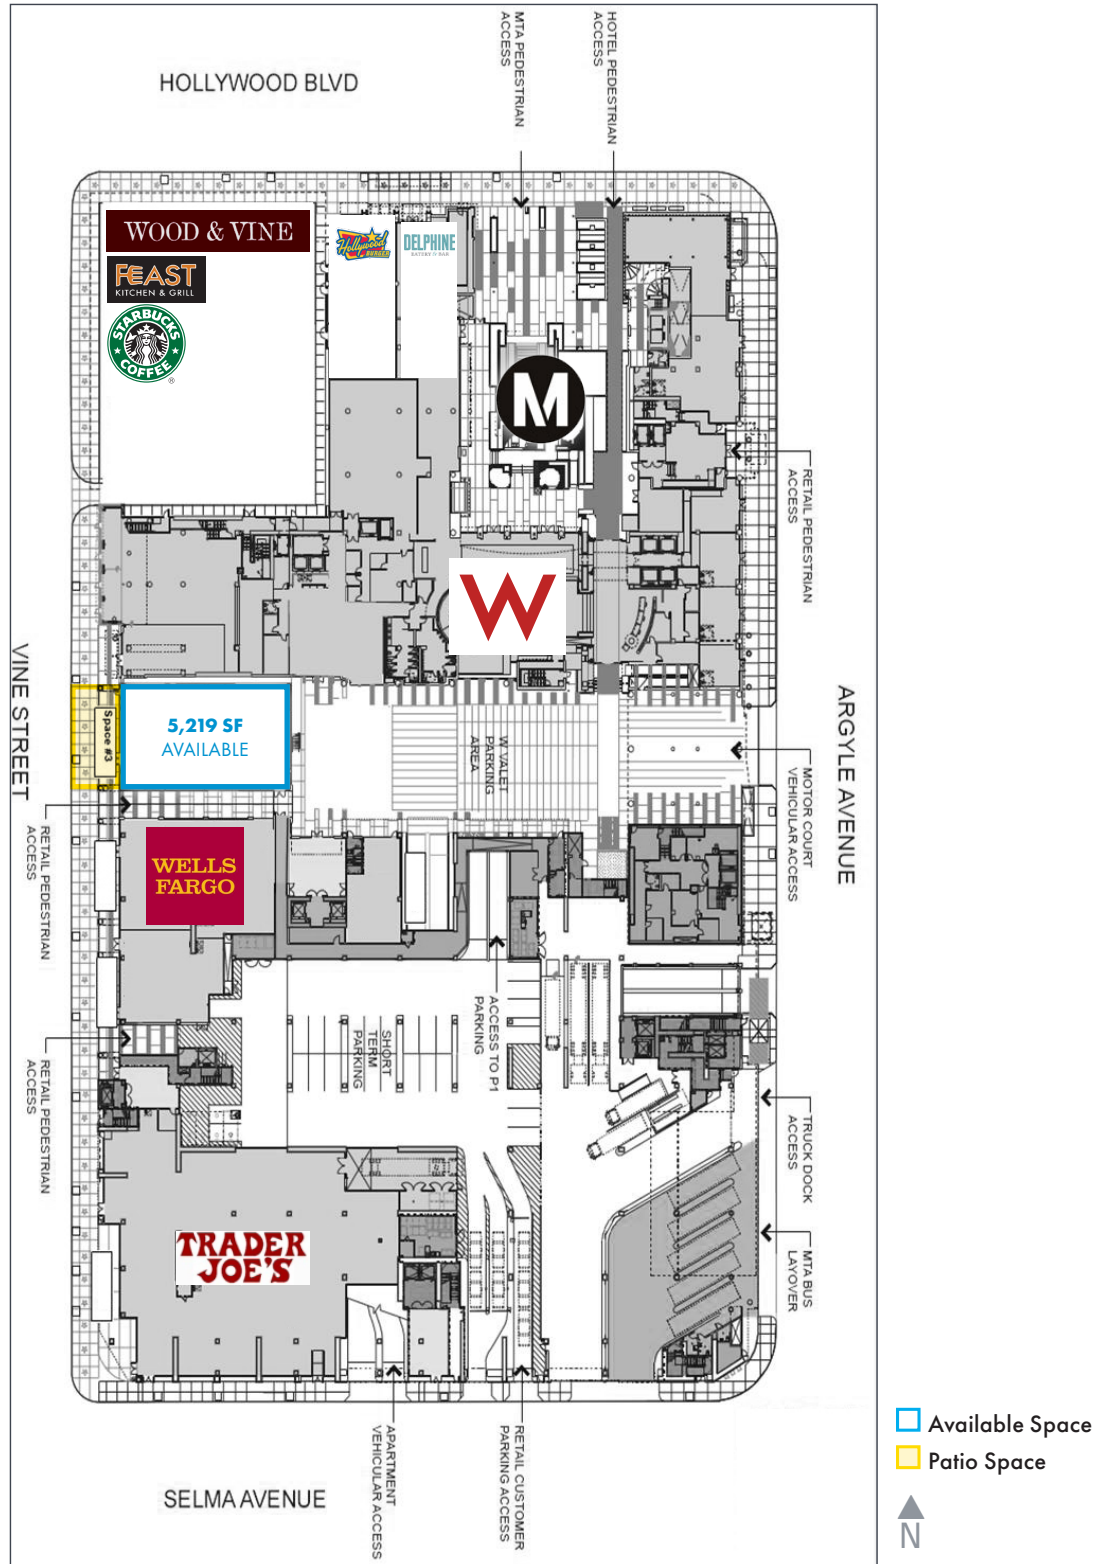 MTA PEDESTRIAN
ACCESS
HOTEL PEDESTRIAN
ACCESS
HOLLYWOOD BLVD
WOOD & VINE
FEAST
KITCHEN & GRILL
STARBUCKS
COFFEE
®
Hollywood
BURGER
DELPHINE
EATERY & BAR
M
RETAIL PEDESTRIAN
ACCESS
W
VINE STREET
Space #3
5,219 SF
AVAILABLE
W VALET
PARKING
AREA
ARGYLE AVENUE
MOTOR COURT
VEHICULAR ACCESS
RETAIL PEDESTRIAN
ACCESS
WELLS
FARGO
ACCESS TO P1
PARKING
SHORT
TERM
PARKING
RETAIL PEDESTRIAN
ACCESS
TRUCK DOCK
ACCESS
MTA BUS
LAYOVER
TRADER
JOE'S
APARTMENT
VEHICULAR ACCESS
RETAIL CUSTOMER
PARKING ACCESS
SELMA AVENUE
Available Space
Patio Space
N